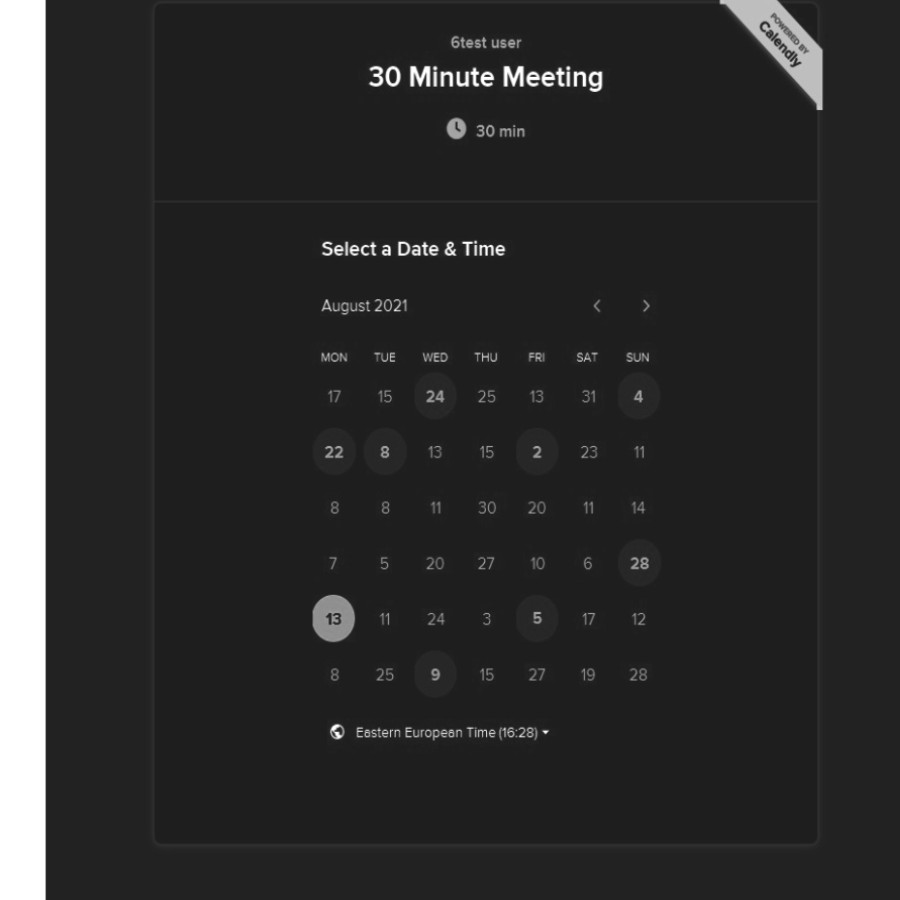 POWERED BY
Calendly
6test user
30 Minute Meeting
30 min
Select a Date & Time
August 2021
MON TUE WED THU FRI SAT SUN
17 15 24 25 13 31 4
22 8 13 15 2 23 11
8 8 11 30 20 11 14
7 5 20 27 10 6 28
13 11 24 3 5 17 12
8 25 9 15 27 19 28
Eastern European Time (16:28)